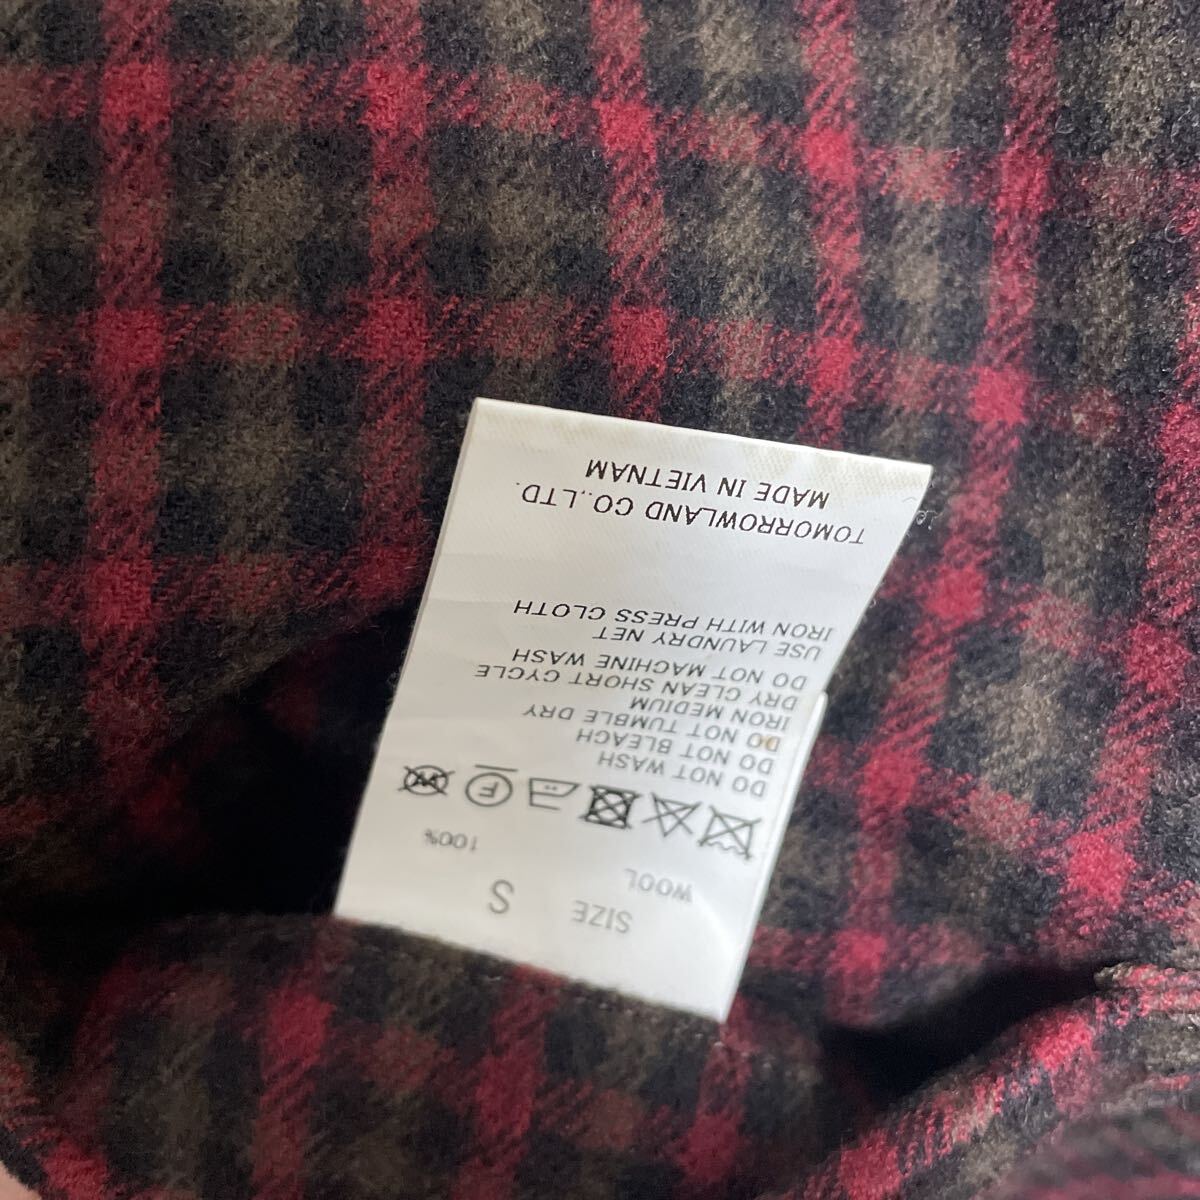 SIZE S
WOOL 100%
DO NOT WASH
DO NOT BLEACH
DO NOT TUMBLE DRY
IRON MEDIUM
DRY CLEAN SHORT CYCLE
DO NOT MACHINE WASH
USE LAUNDRY NET
IRON WITH PRESS CLOTH
TOMORROWLAND CO.,LTD.
MADE IN VIETNAM